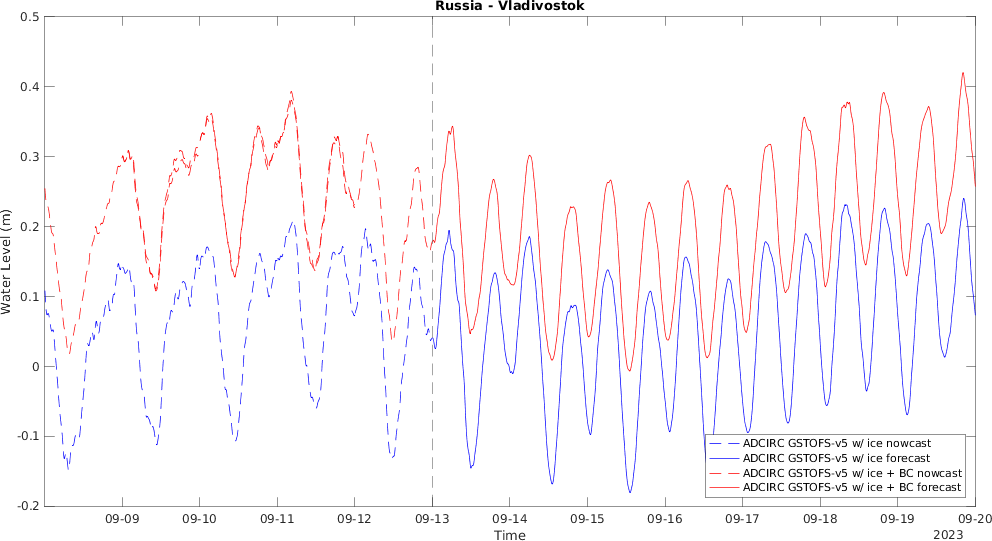 Russia - Vladivostok
0.5
0.4
0.3
0.2
0.1
0
-0.1
-0.2
Water Level (m)
ADCIRC GSTOFS-v5 w/ ice nowcast
ADCIRC GSTOFS-v5 w/ ice forecast
ADCIRC GSTOFS-v5 w/ ice + BC nowcast
ADCIRC GSTOFS-v5 w/ ice + BC forecast
09-09 09-10 09-11 09-12 09-13 09-14 09-15 09-16 09-17 09-18 09-19 09-20
Time
2023